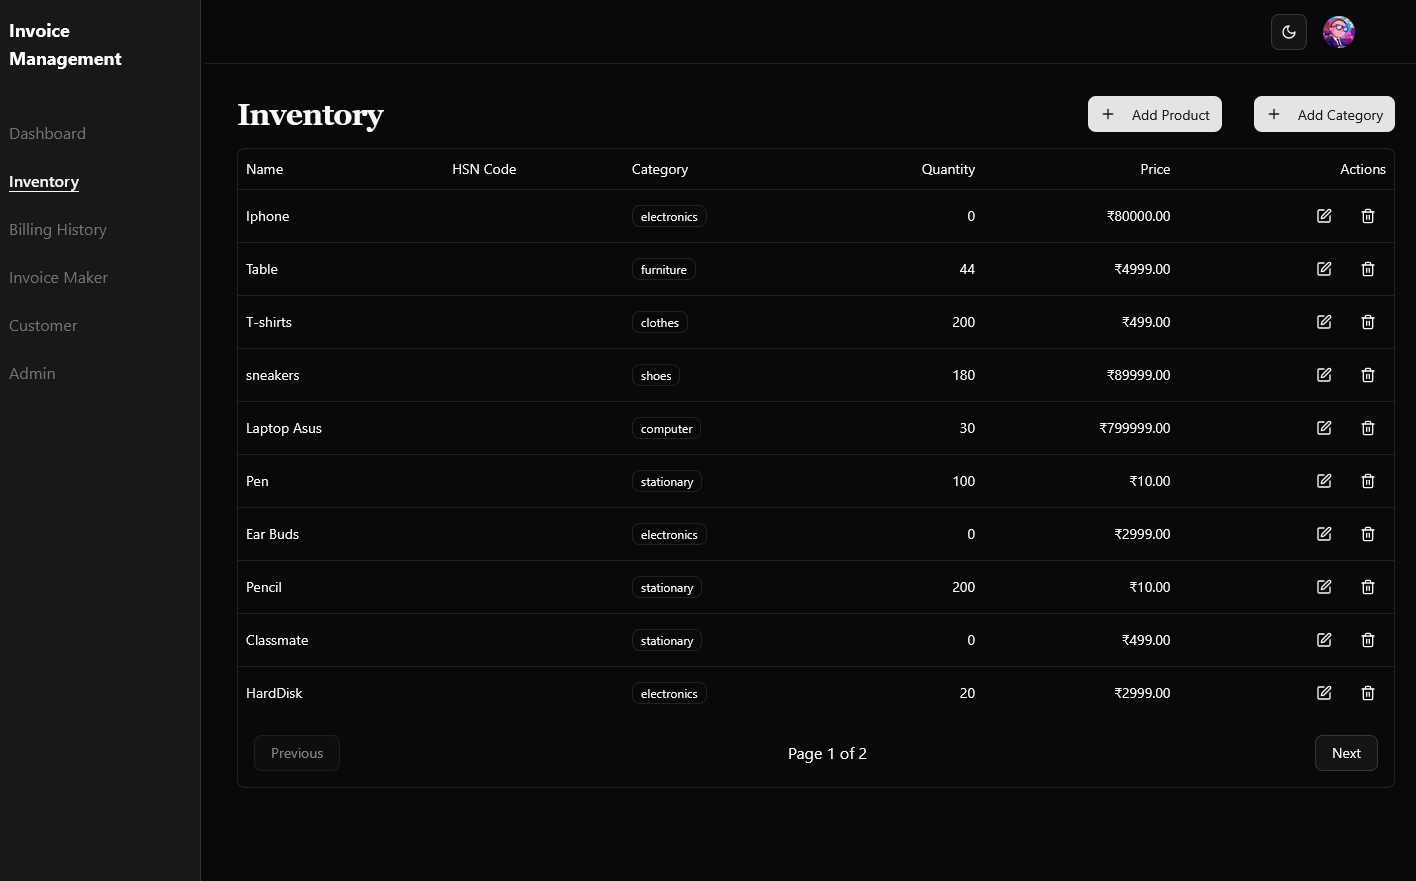 Invoice
Management
Dashboard
Inventory
Billing History
Invoice Maker
Customer
Admin
Inventory
Add Product
Add Category
Name HSN Code Category Quantity Price Actions
Iphone electronics 0 ₹80000.00
Table furniture 44 ₹4999.00
T-shirts clothes 200 ₹499.00
sneakers shoes 180 ₹89999.00
Laptop Asus computer 30 ₹799999.00
Pen stationary 100 ₹10.00
Ear Buds electronics 0 ₹2999.00
Pencil stationary 200 ₹10.00
Classmate stationary 0 ₹499.00
HardDisk electronics 20 ₹2999.00
Previous Page 1 of 2 Next